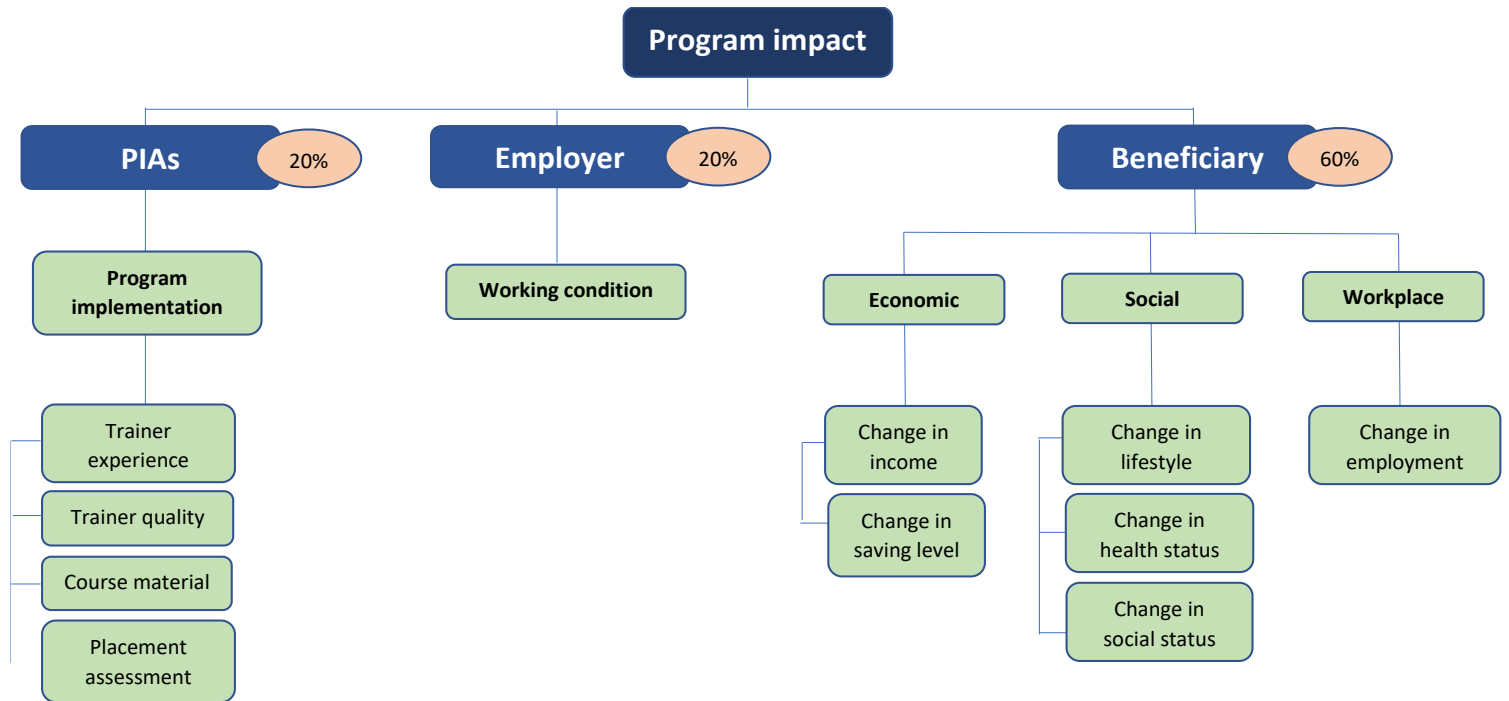 Program impact
PIAs
20%
Employer
20%
Beneficiary
60%
Program
implementation
Working condition
Economic
Social
Workplace
Trainer
experience
Trainer quality
Course material
Placement
assessment
Change in
income
Change in
saving level
Change in
lifestyle
Change in
health status
Change in
social status
Change in
employment